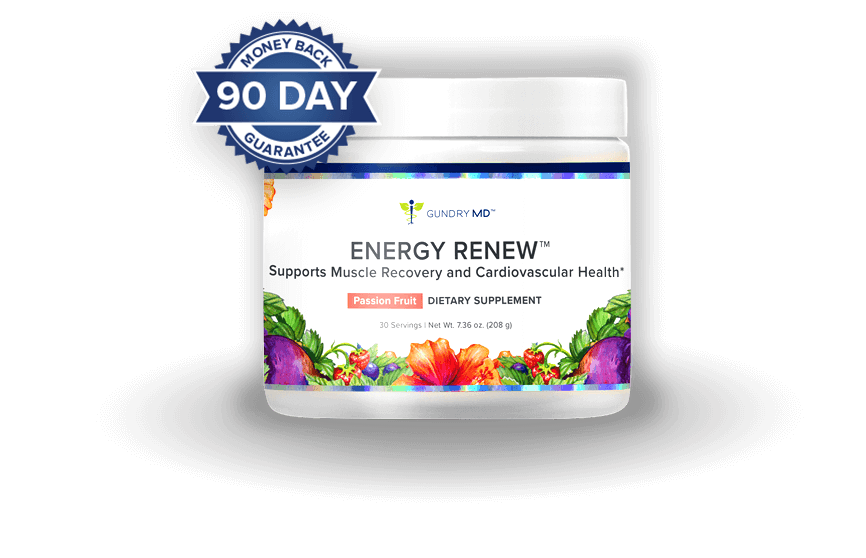 MONEY BACK
90 DAY
GUARANTEE
GUNDRY MD™
ENERGY RENEW™
Supports Muscle Recovery and Cardiovascular Health*
Passion Fruit DIETARY SUPPLEMENT
30 Servings | Net Wt. 7.36 oz. (208 g)